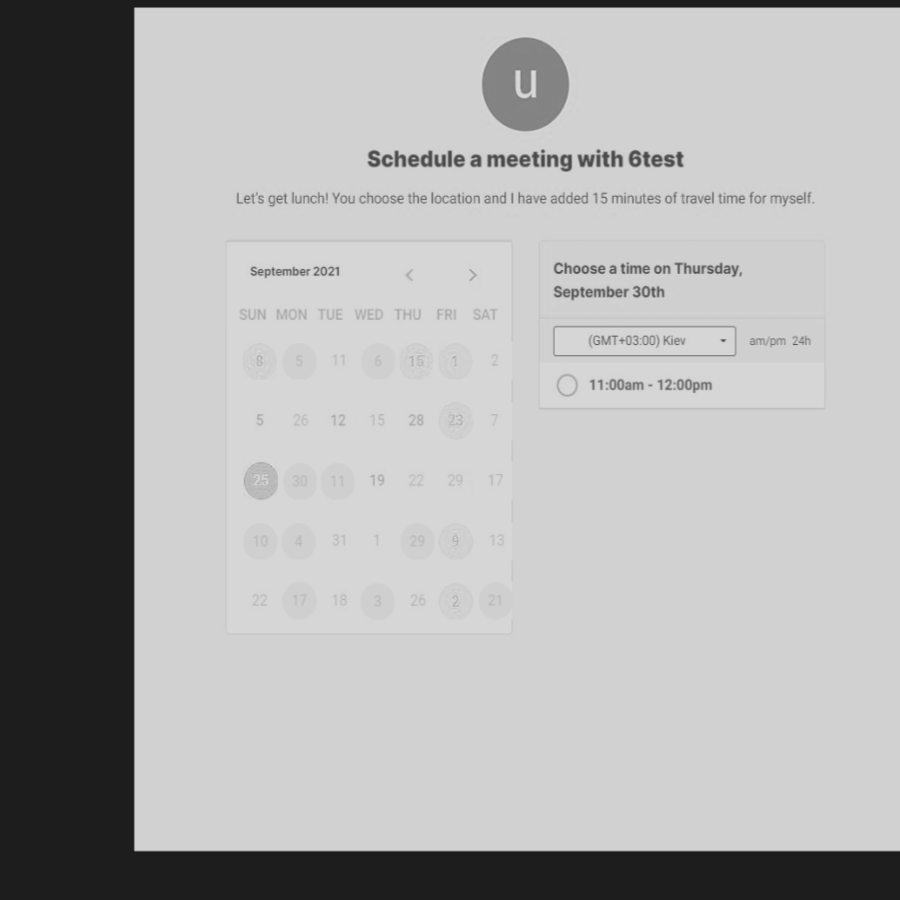 u
Schedule a meeting with 6test
Let's get lunch! You choose the location and I have added 15 minutes of travel time for myself.
September 2021
SUN MON TUE WED THU FRI SAT
8 5 11 6 15 1 2
5 26 12 15 28 23 7
25 30 11 19 22 29 17
10 4 31 1 29 9 13
22 17 18 3 26 2 21
Choose a time on Thursday,
September 30th
(GMT+03:00) Kiev am/pm 24h
11:00am - 12:00pm